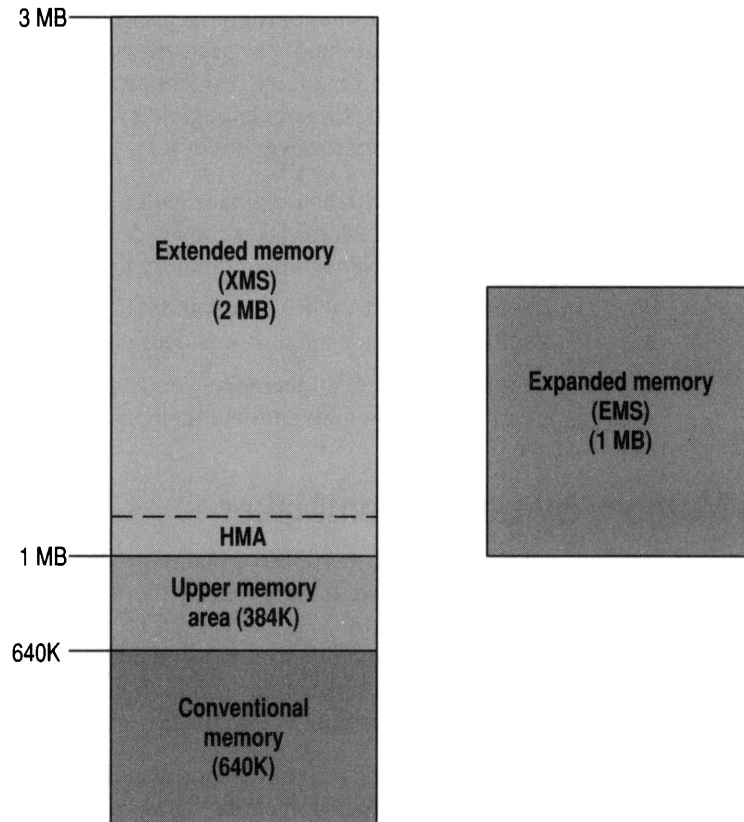 3 MB
Extended memory
(XMS)
(2 MB)
Expanded memory
(EMS)
(1 MB)
HMA
1 MB
Upper memory
area (384K)
640K
Conventional
memory
(640K)